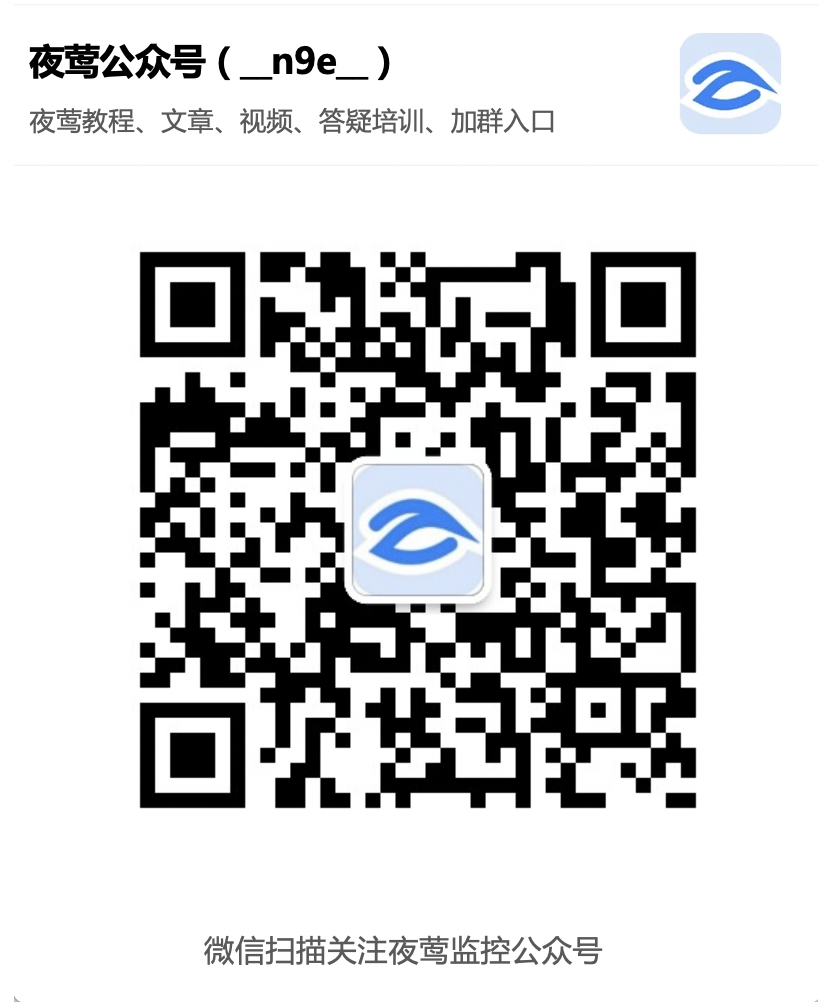 夜莺公众号（__n9e__）
夜莺教程、文章、视频、答疑培训、加群入口
微信扫描关注夜莺监控公众号